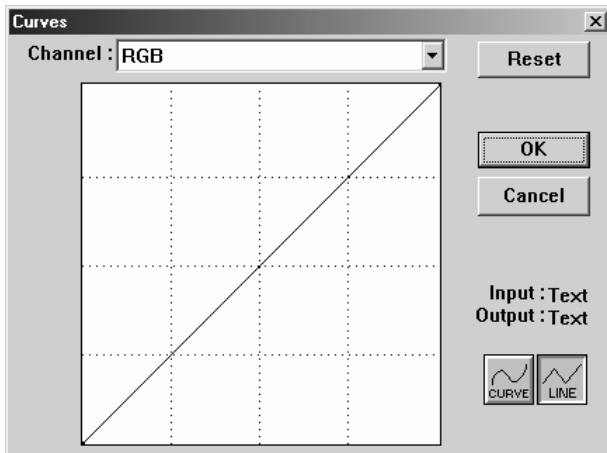 Curves
Channel : RGB
Reset
OK
Cancel
Input : Text
Output : Text
CURVE
LINE